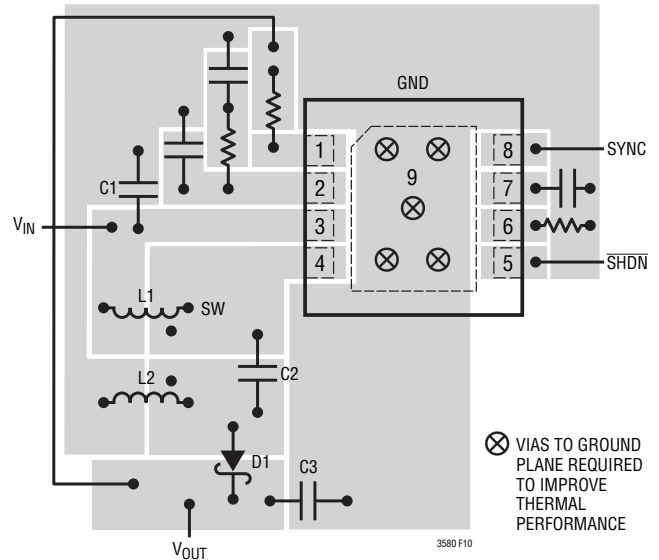 GND
1
8
SYNC
9
C1
2
7
VIN
3
6
4
5
SHDN
L1
SW
L2
C2
D1
C3
VIAS TO GROUND
PLANE REQUIRED
TO IMPROVE
THERMAL
PERFORMANCE
3580 F10
VOUT